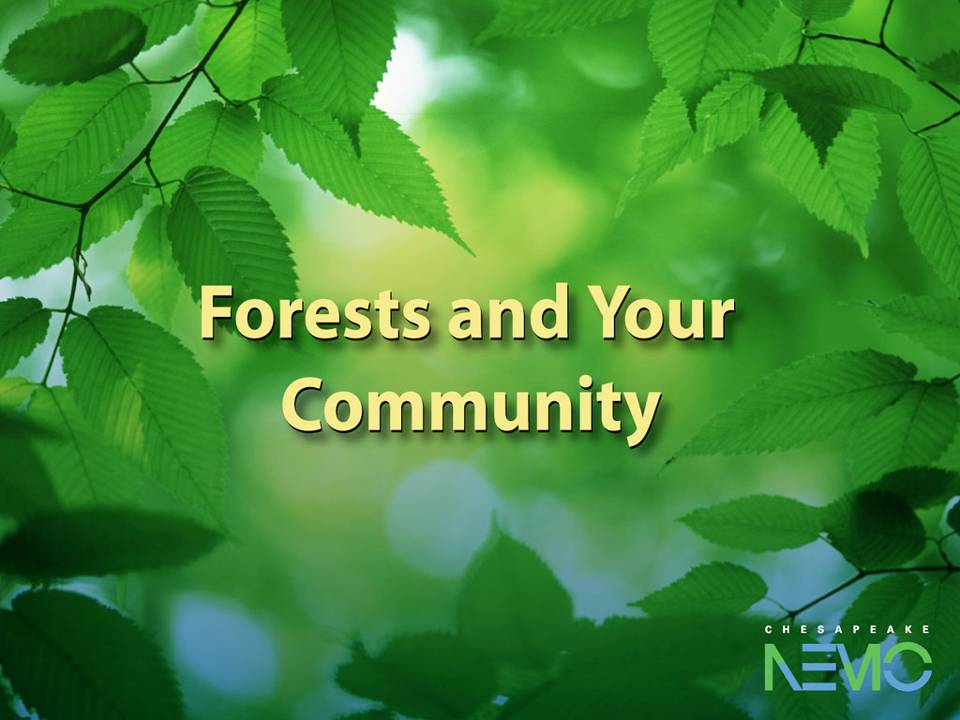 Forests and Your
Community
CHESAPEAKE
NEMO